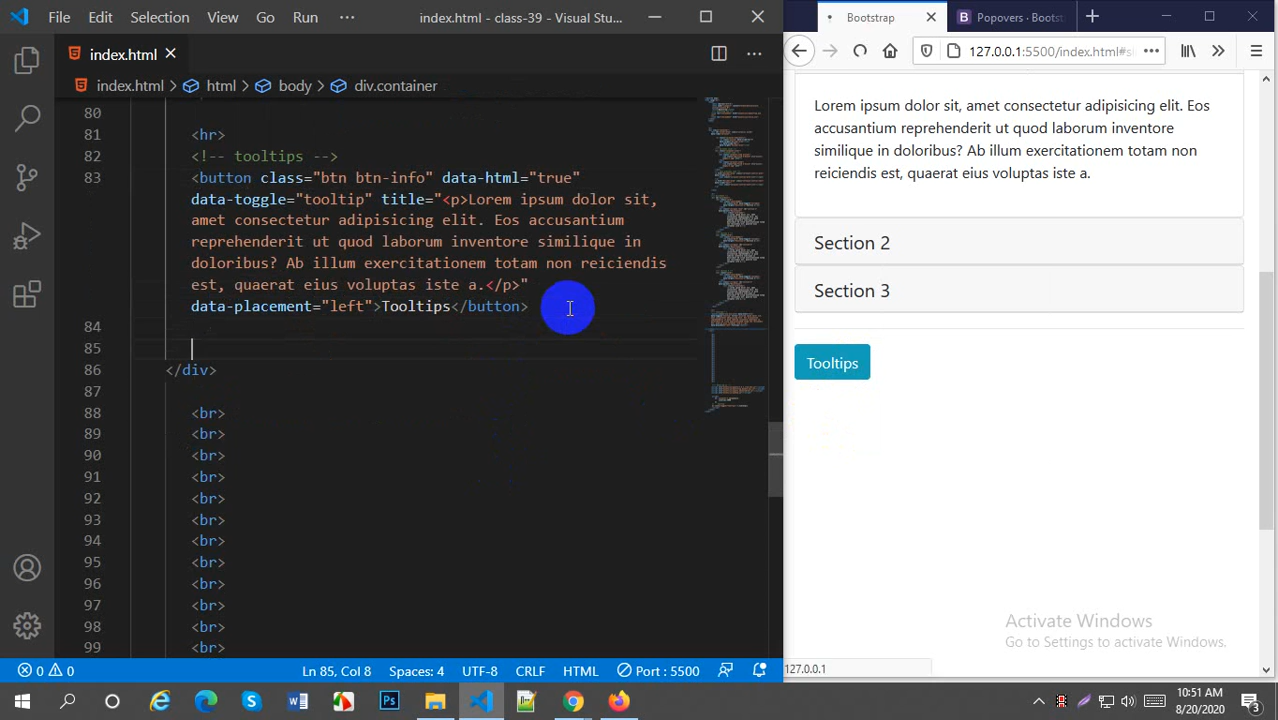 File Edit Selection View Go Run ··· index.html - class-39 - Visual Stu...
index.html
index.html > html > body > div.container
80
81 <hr>
82 <!-- tooltips -->
83 <button class="btn btn-info" data-html="true"
data-toggle="tooltip" title="<p>Lorem ipsum dolor sit,
amet consectetur adipisicing elit. Eos accusantium
reprehenderit ut quod laborum inventore similique in
doloribus? Ab illum exercitationem totam non reiciendis
est, quaerat eius voluptas iste a.</p>"
data-placement="left">Tooltips</button>
84
85
86 </div>
87
88 <br>
89 <br>
90 <br>
91 <br>
92 <br>
93 <br>
94 <br>
95 <br>
96 <br>
97 <br>
98 <br>
99 <br>
0 0 Ln 85, Col 8 Spaces: 4 UTF-8 CRLF HTML Port : 5500
Bootstrap
B Popovers · Boots
127.0.0.1:5500/index.html#s
Lorem ipsum dolor sit, amet consectetur adipisicing elit. Eos
accusantium reprehenderit ut quod laborum inventore
similique in doloribus? Ab illum exercitationem totam non
reiciendis est, quaerat eius voluptas iste a.
Section 2
Section 3
Tooltips
Activate Windows
Go to Settings to activate Windows.
127.0.0.1
10:51 AM
8/20/2020
3